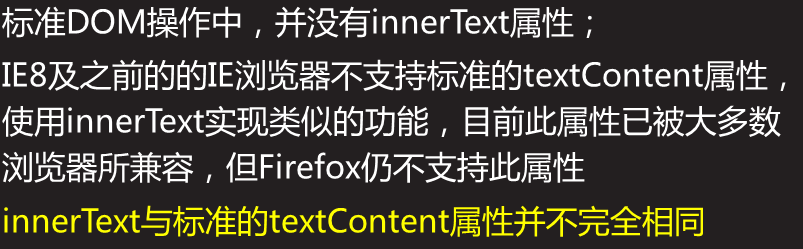 标准DOM操作中，并没有innerText属性；
IE8及之前的的IE浏览器不支持标准的textContent属性，
使用innerText实现类似的功能，目前此属性已被大多数
浏览器所兼容，但Firefox仍不支持此属性
innerText与标准的textContent属性并不完全相同